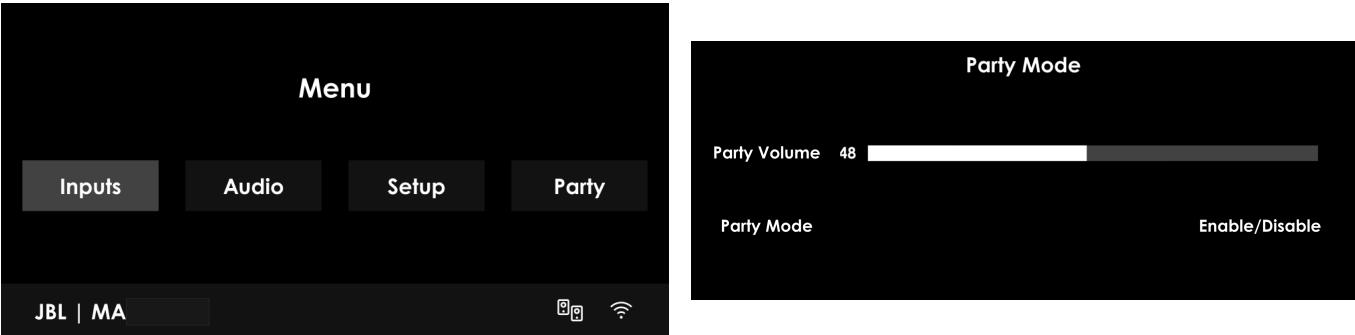 Menu
Inputs Audio Setup Party
JBL | MA
Party Mode
Party Volume 48
Party Mode Enable/Disable